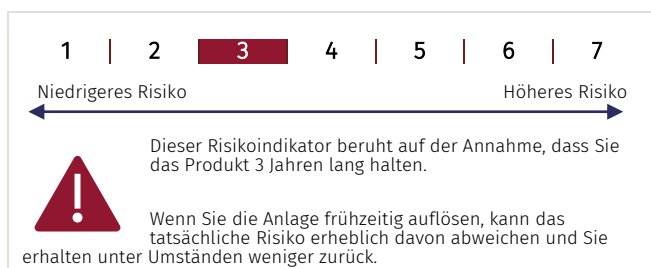 1 | 2 | 3 | 4 | 5 | 6 | 7
Niedrigeres Risiko Höheres Risiko
Dieser Risikoindikator beruht auf der Annahme, dass Sie
das Produkt 3 Jahren lang halten.
Wenn Sie die Anlage frühzeitig auflösen, kann das
tatsächliche Risiko erheblich davon abweichen und Sie
erhalten unter Umständen weniger zurück.